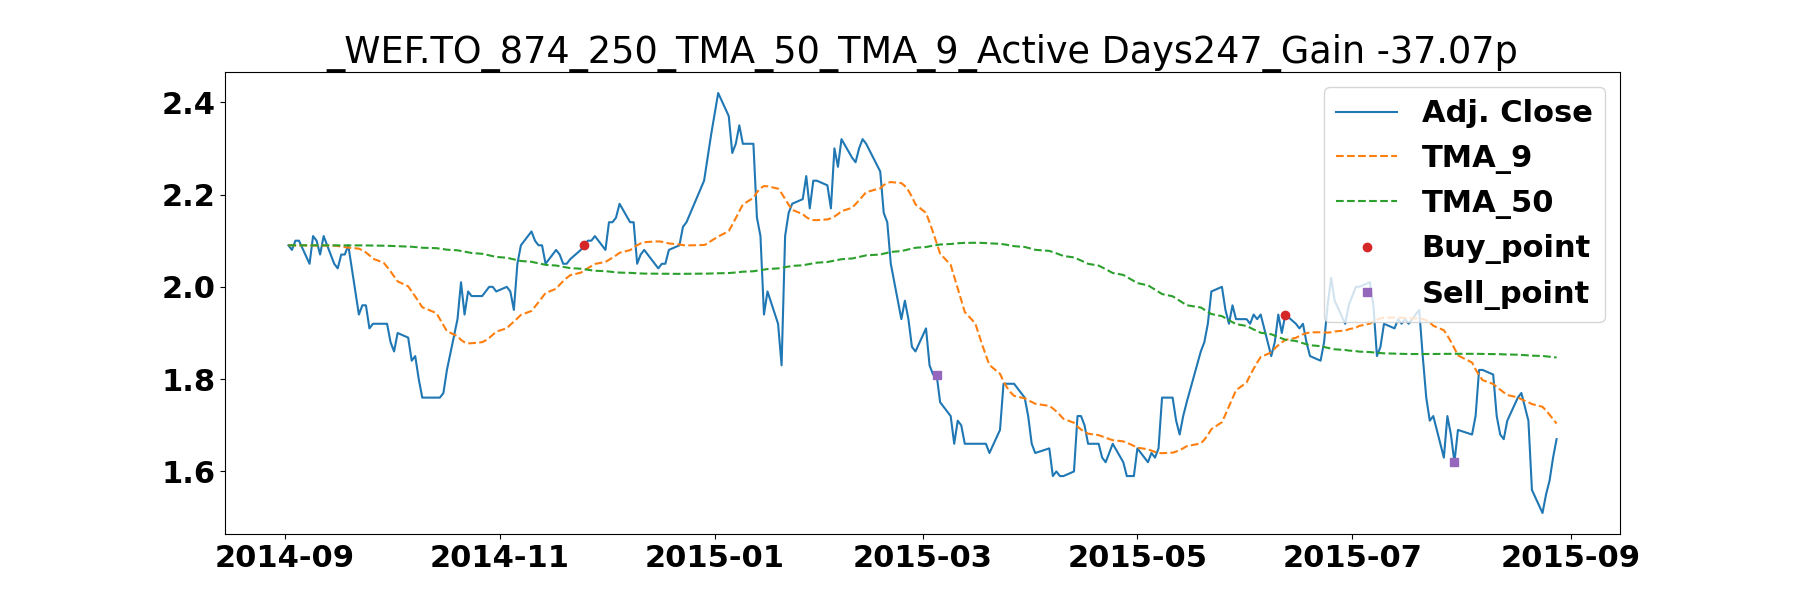 _WEF.TO_874_250_TMA_50_TMA_9_Active Days247_Gain -37.07p
2.4
2.2
2.0
1.8
1.6
Adj. Close
TMA_9
TMA_50
Buy_point
Sell_point
2014-09 2014-11 2015-01 2015-03 2015-05 2015-07 2015-09